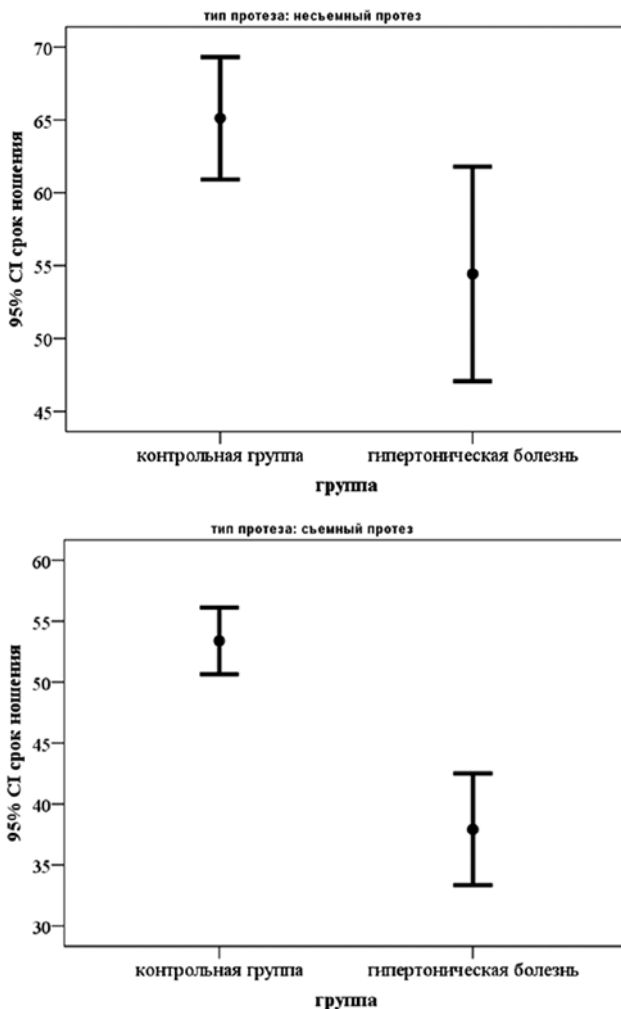 тип протеза: несъемный протез
95% CI срок ношения
70
65
60
55
50
45
контрольная группа гипертоническая болезнь
группа
тип протеза: съемный протез
95% CI срок ношения
60
55
50
45
40
35
30
контрольная группа гипертоническая болезнь
группа